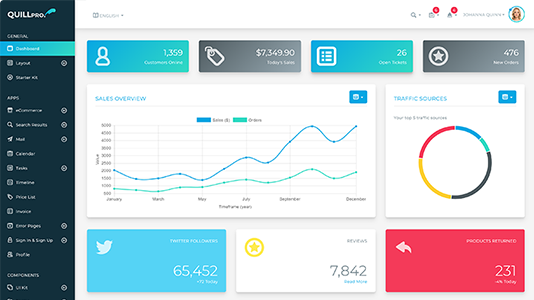 QUILLPRO.
ENGLISH
JOHANNA QUINN
GENERAL
Dashboard
Layout
Starter Kit
APPS
eCommerce
Search Results
Mail
Calendar
Tasks
Timeline
Price List
Invoice
Error Pages
Sign In & Sign Up
Profile
COMPONENTS
UI Kit
1,359
Customers Online
$7,349.90
Today's Sales
26
Open Tickets
476
New Orders
SALES OVERVIEW
Sales ($) Orders
5000
4500
4000
3500
3000
2500
2000
1500
1000
500
0
Value
January March May July September December
Timeframe (year)
TRAFFIC SOURCES
Your top 5 traffic sources
TWITTER FOLLOWERS
65,452
+75 Today
REVIEWS
7,842
Read More
PRODUCTS RETURNED
231
-4% Today